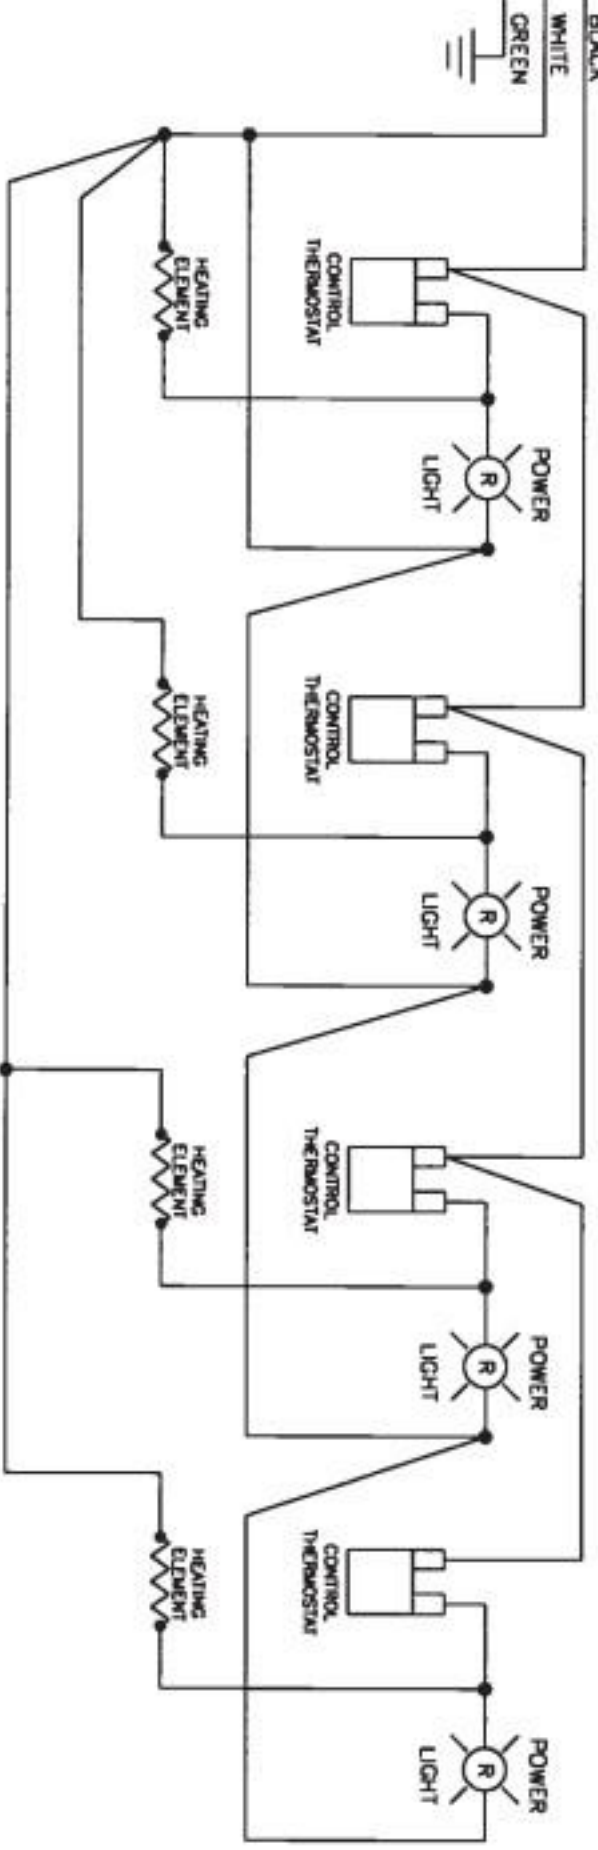 BLACK
WHITE
GREEN
CONTROL
THERMOSTAT
HEATING
ELEMENT
POWER
LIGHT
R
CONTROL
THERMOSTAT
HEATING
ELEMENT
POWER
LIGHT
R
CONTROL
THERMOSTAT
HEATING
ELEMENT
POWER
LIGHT
R
CONTROL
THERMOSTAT
HEATING
ELEMENT
POWER
LIGHT
R